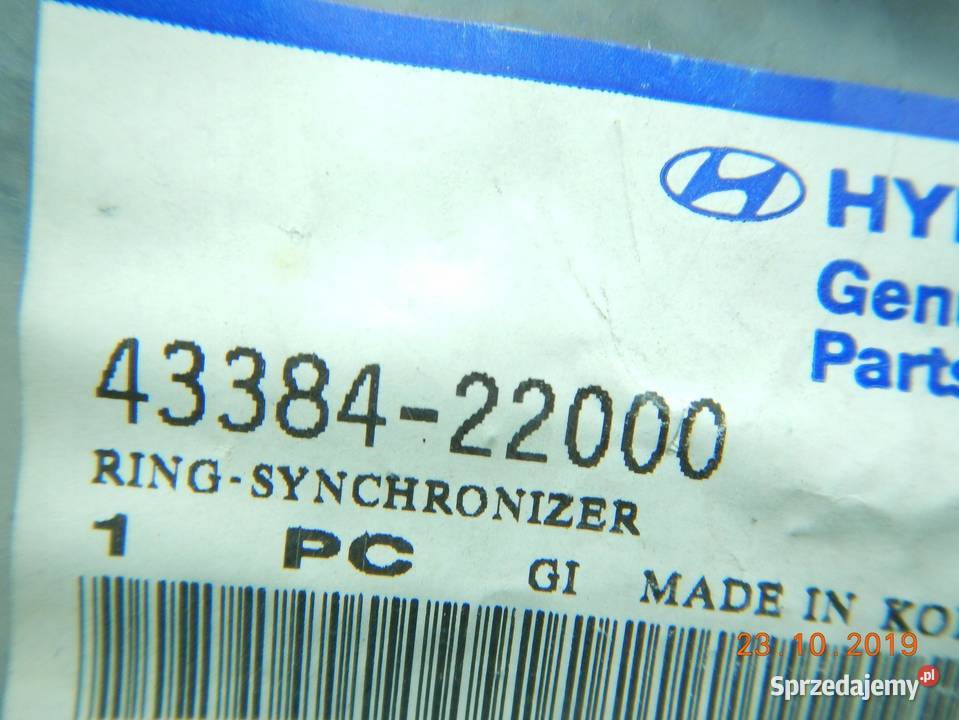 HY
Gen
Parts
43384-22000
RING-SYNCHRONIZER
1 PC GI MADE IN KO
23.10.2019
Sprzedajemy.pl